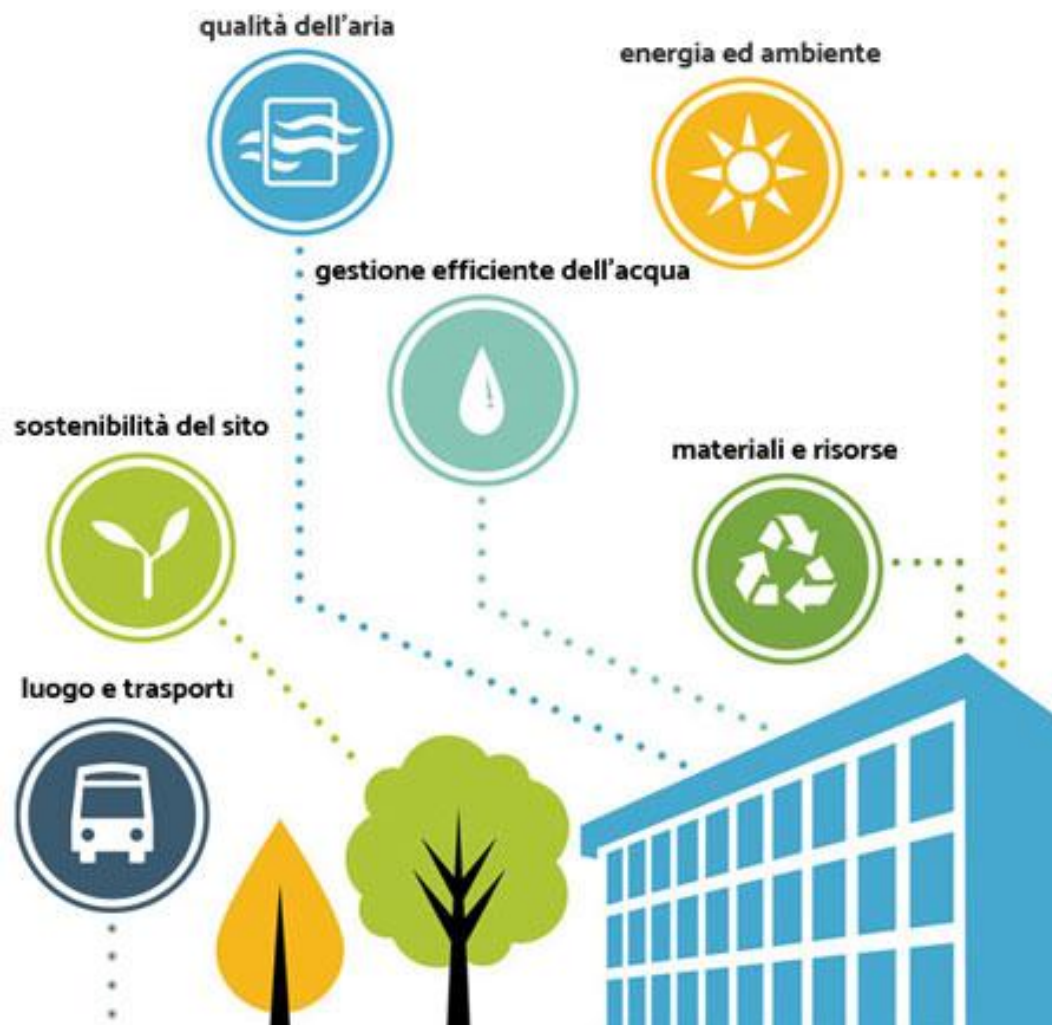 qualità dell'aria
energia ed ambiente
gestione efficiente dell'acqua
sostenibilità del sito
materiali e risorse
luogo e trasporti